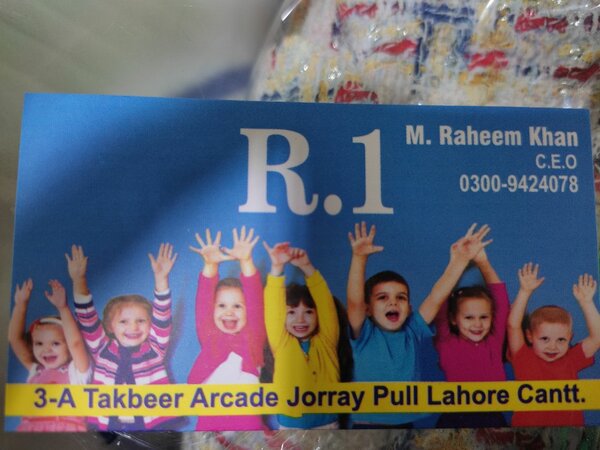 R.1
M. Raheem Khan
C.E.O
0300-9424078
3-A Takbeer Arcade Jorray Pull Lahore Cantt.